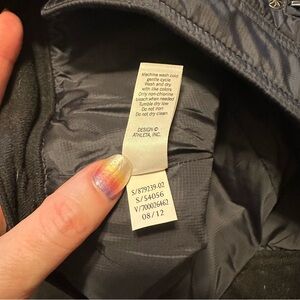 Machine wash cold
gentle cycle
Wash and dry
with like colors
Only non-chlorine
bleach when needed
Tumble dry low
Do not iron
Do not dry clean
DESIGN ©
ATHLETA, INC.
S/879239-02
S/54056
V/700026462
08/12